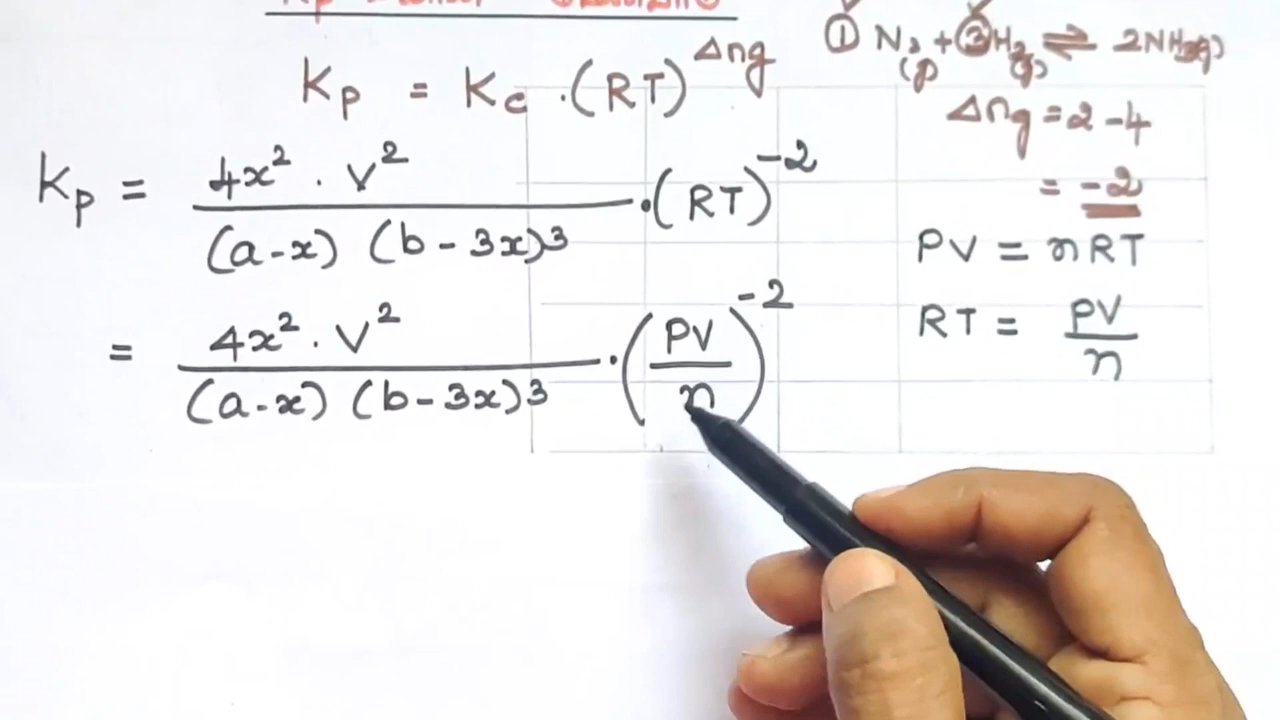 Kp = Kc . (RT)^Δng
① N2(g) + ③H2(g) ⇌ 2NH3(g)
Δng = 2 - 4
= -2
Kp = 4x² . V² / (a-x) (b-3x)³ . (RT)^-2
PV = nRT
RT = PV / n
= 4x² . V² / (a-x) (b-3x)³ . (PV / n)^-2